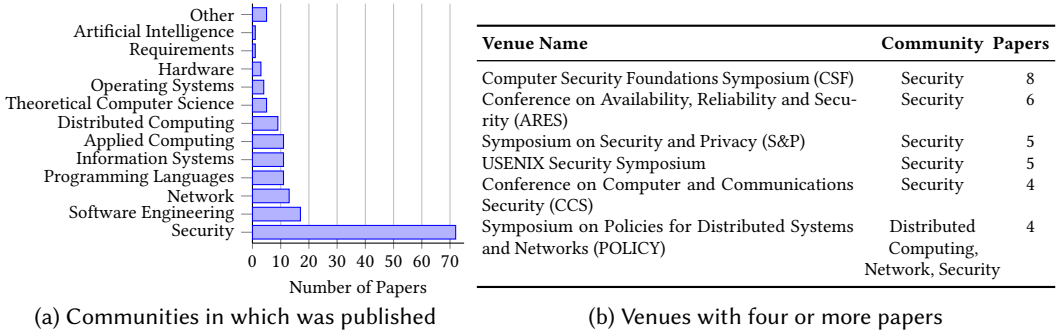 Other
Artificial Intelligence
Requirements
Hardware
Operating Systems
Theoretical Computer Science
Distributed Computing
Applied Computing
Information Systems
Programming Languages
Network
Software Engineering
Security
0 10 20 30 40 50 60 70
Number of Papers
(a) Communities in which was published
Venue Name Community Papers
Computer Security Foundations Symposium (CSF) Security 8
Conference on Availability, Reliability and Secu- Security 6
rity (ARES)
Symposium on Security and Privacy (S&P) Security 5
USENIX Security Symposium Security 5
Conference on Computer and Communications Security 4
Security (CCS)
Symposium on Policies for Distributed Systems Distributed 4
and Networks (POLICY) Computing,
Network, Security
(b) Venues with four or more papers